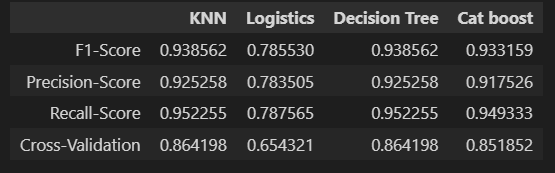 KNN Logistics Decision Tree Cat boost
F1-Score 0.938562 0.785530 0.938562 0.933159
Precision-Score 0.925258 0.783505 0.925258 0.917526
Recall-Score 0.952255 0.787565 0.952255 0.949333
Cross-Validation 0.864198 0.654321 0.864198 0.851852